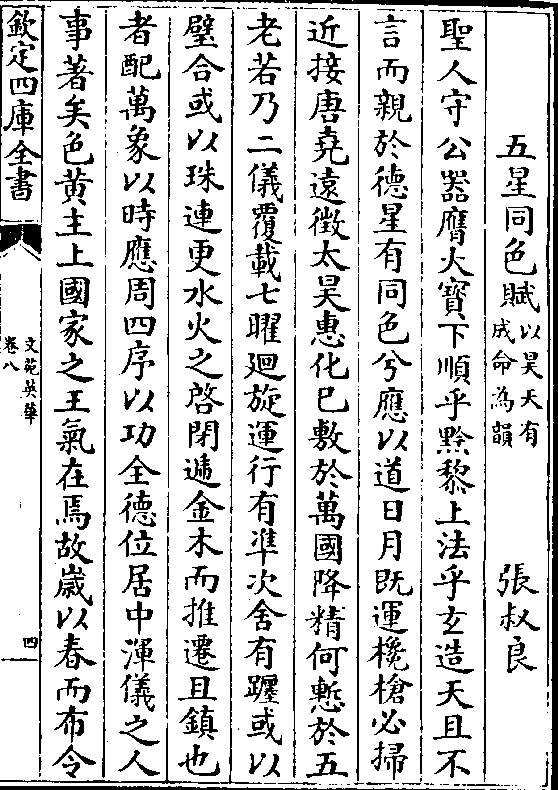 五星同色賦以昊天有成命為韻 張叔良
聖人守公器膺大寶下順乎黔黎上法乎玄造天且不
言而親於德星有同色兮應以道日月既運欃槍必掃
近接唐堯遠徵太昊惠化已敷於萬國降精何慙於五
老若乃二儀覆載七曜迴旋運行有準次舍有躔或以
璧合或以珠連更水火之啓閉遞金木而推遷且鎮也
者配萬象以時應周四序以功全德位居中渾儀之人
事著矣色黄主上國家之王氣在焉故嵗以春而布令
欽定四庫全書
文苑英華
卷八
四